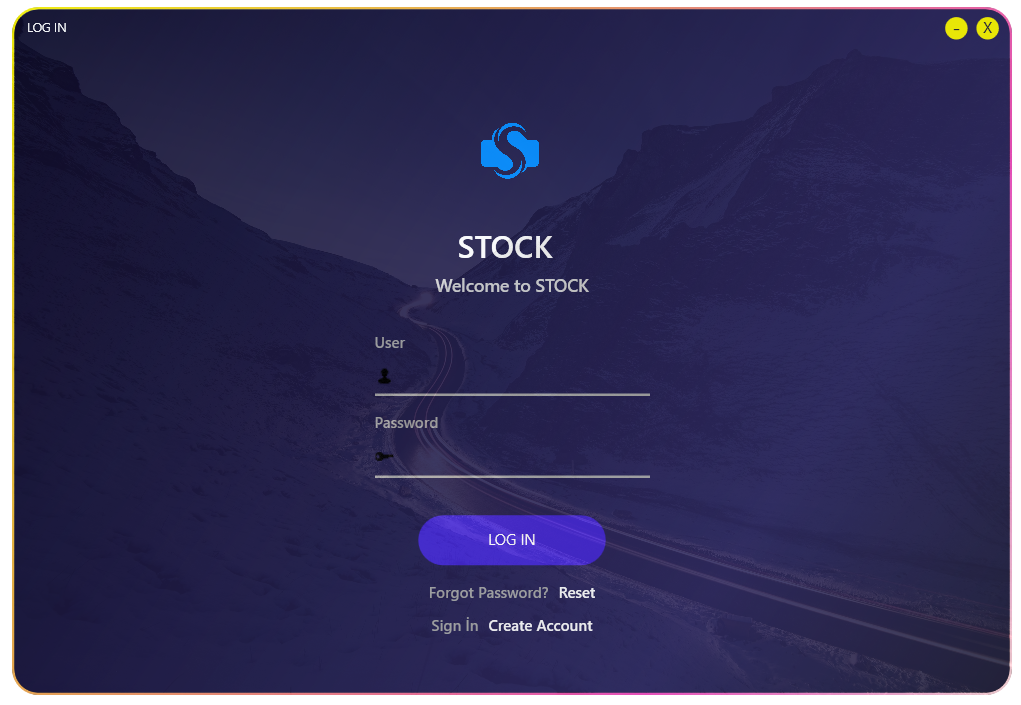 LOG IN
-
X
STOCK
Welcome to STOCK
User
Password
LOG IN
Forgot Password? Reset
Sign İn Create Account